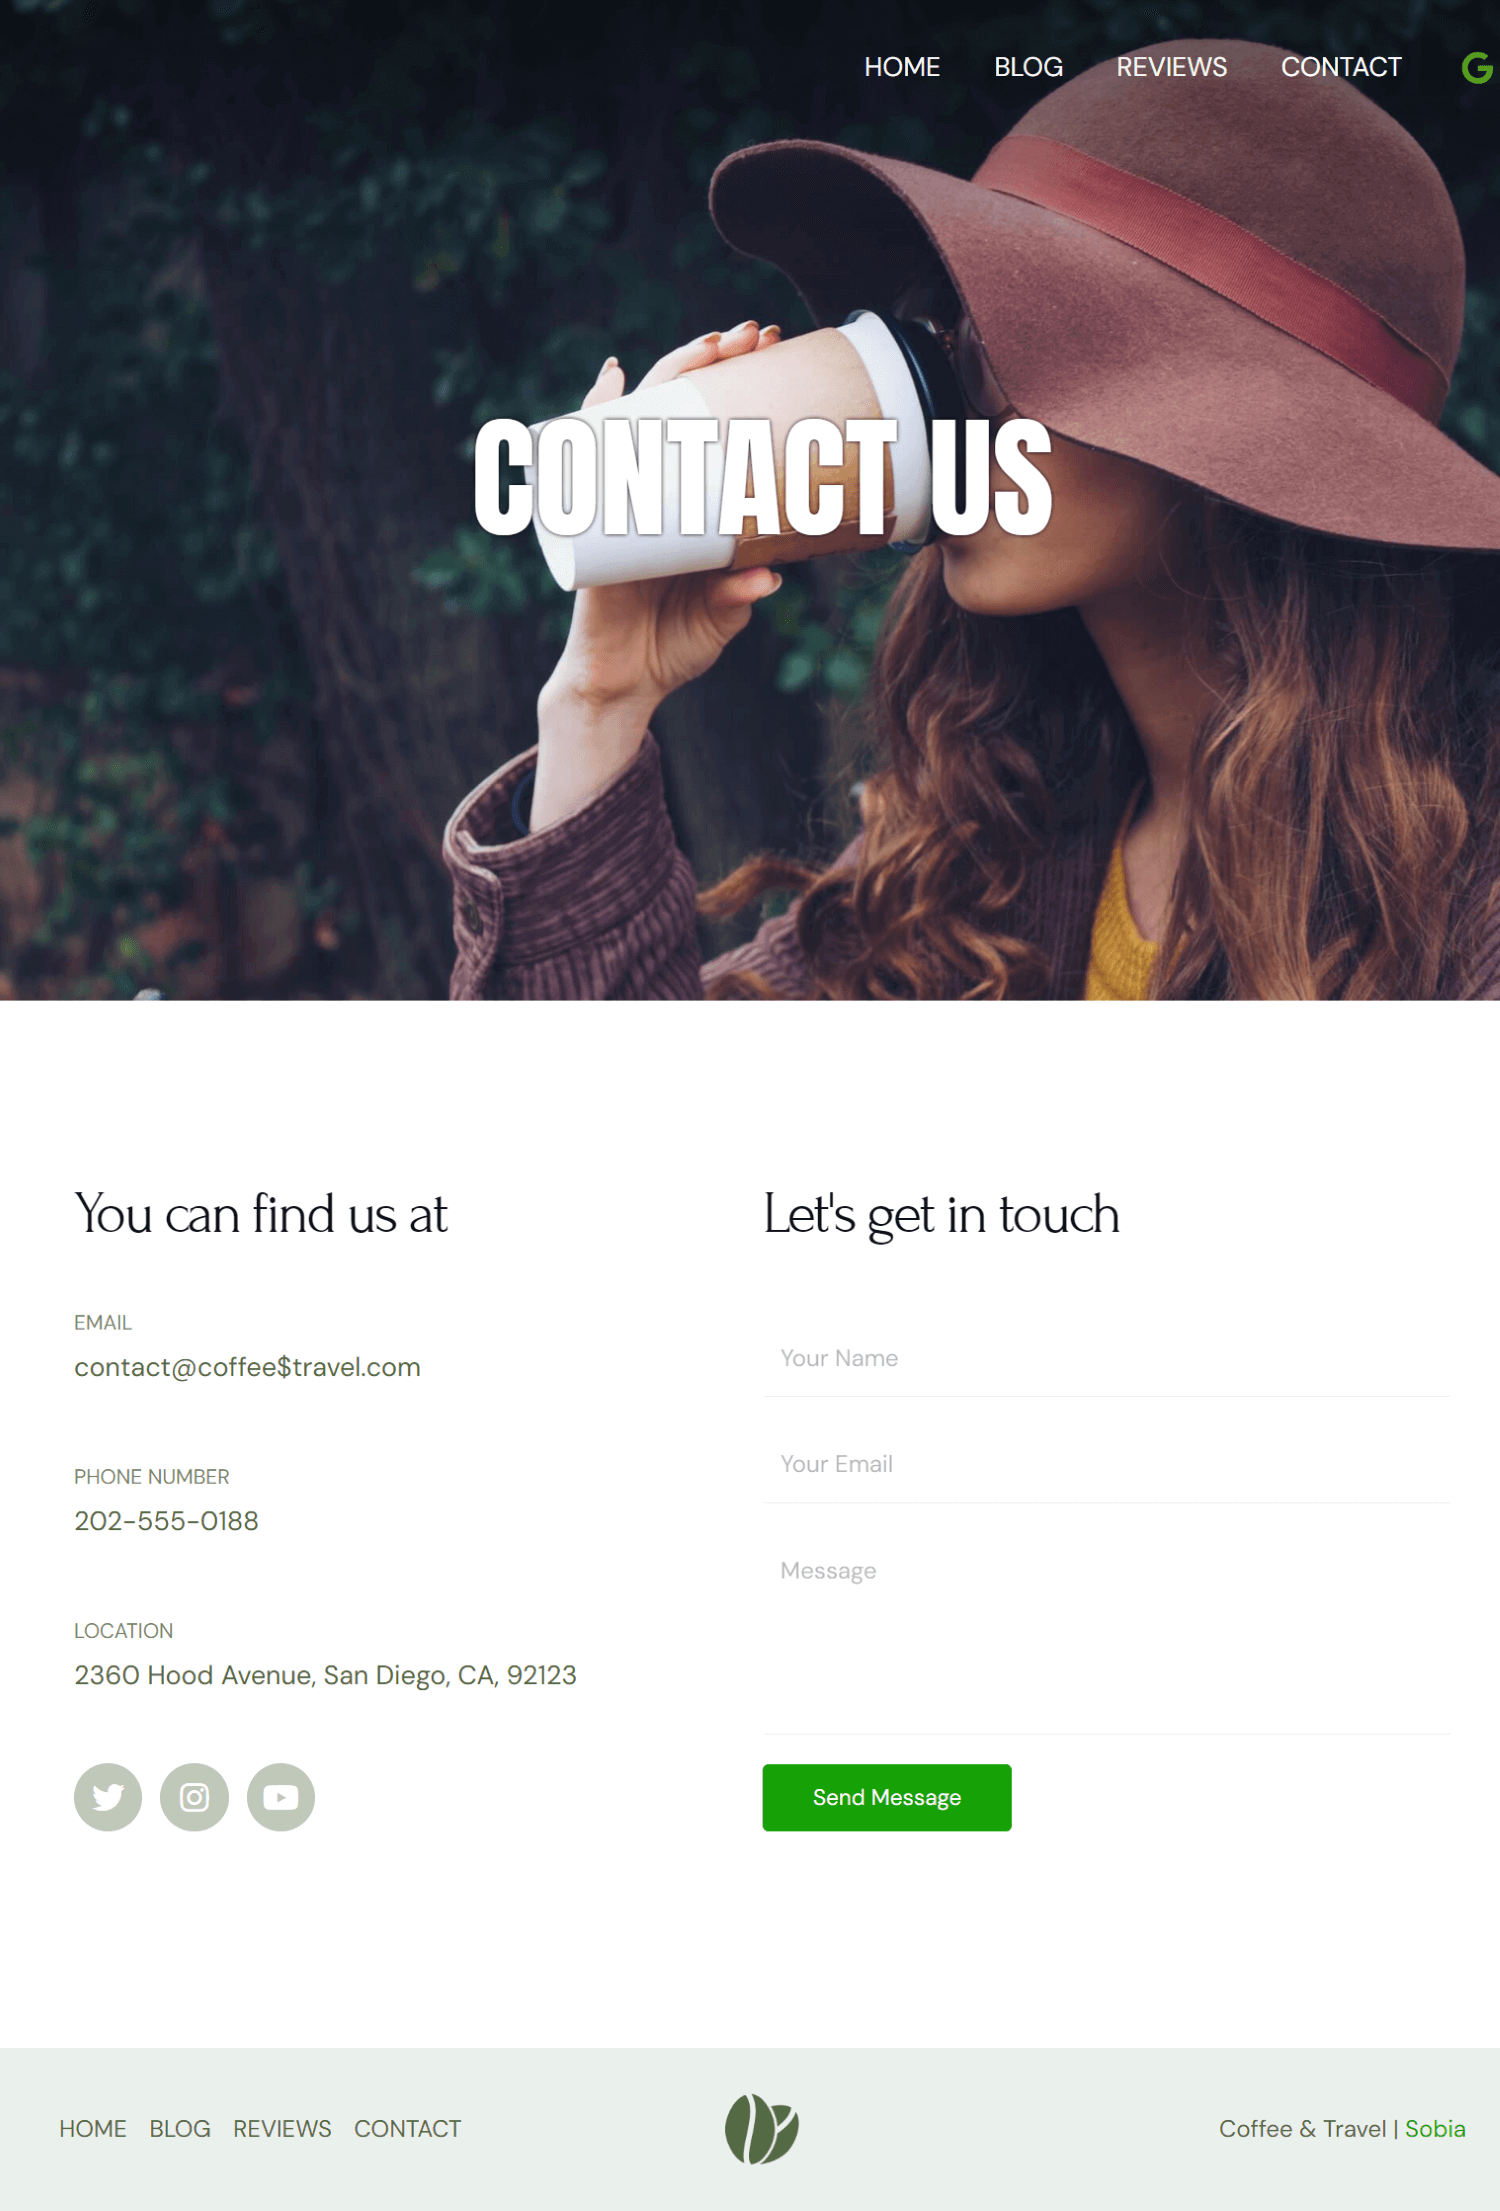 HOME BLOG REVIEWS CONTACT G
CONTACT US
You can find us at
EMAIL
contact@coffee$travel.com
PHONE NUMBER
202-555-0188
LOCATION
2360 Hood Avenue, San Diego, CA, 92123
Let's get in touch
Your Name
Your Email
Message
Send Message
HOME BLOG REVIEWS CONTACT
Coffee & Travel | Sobia